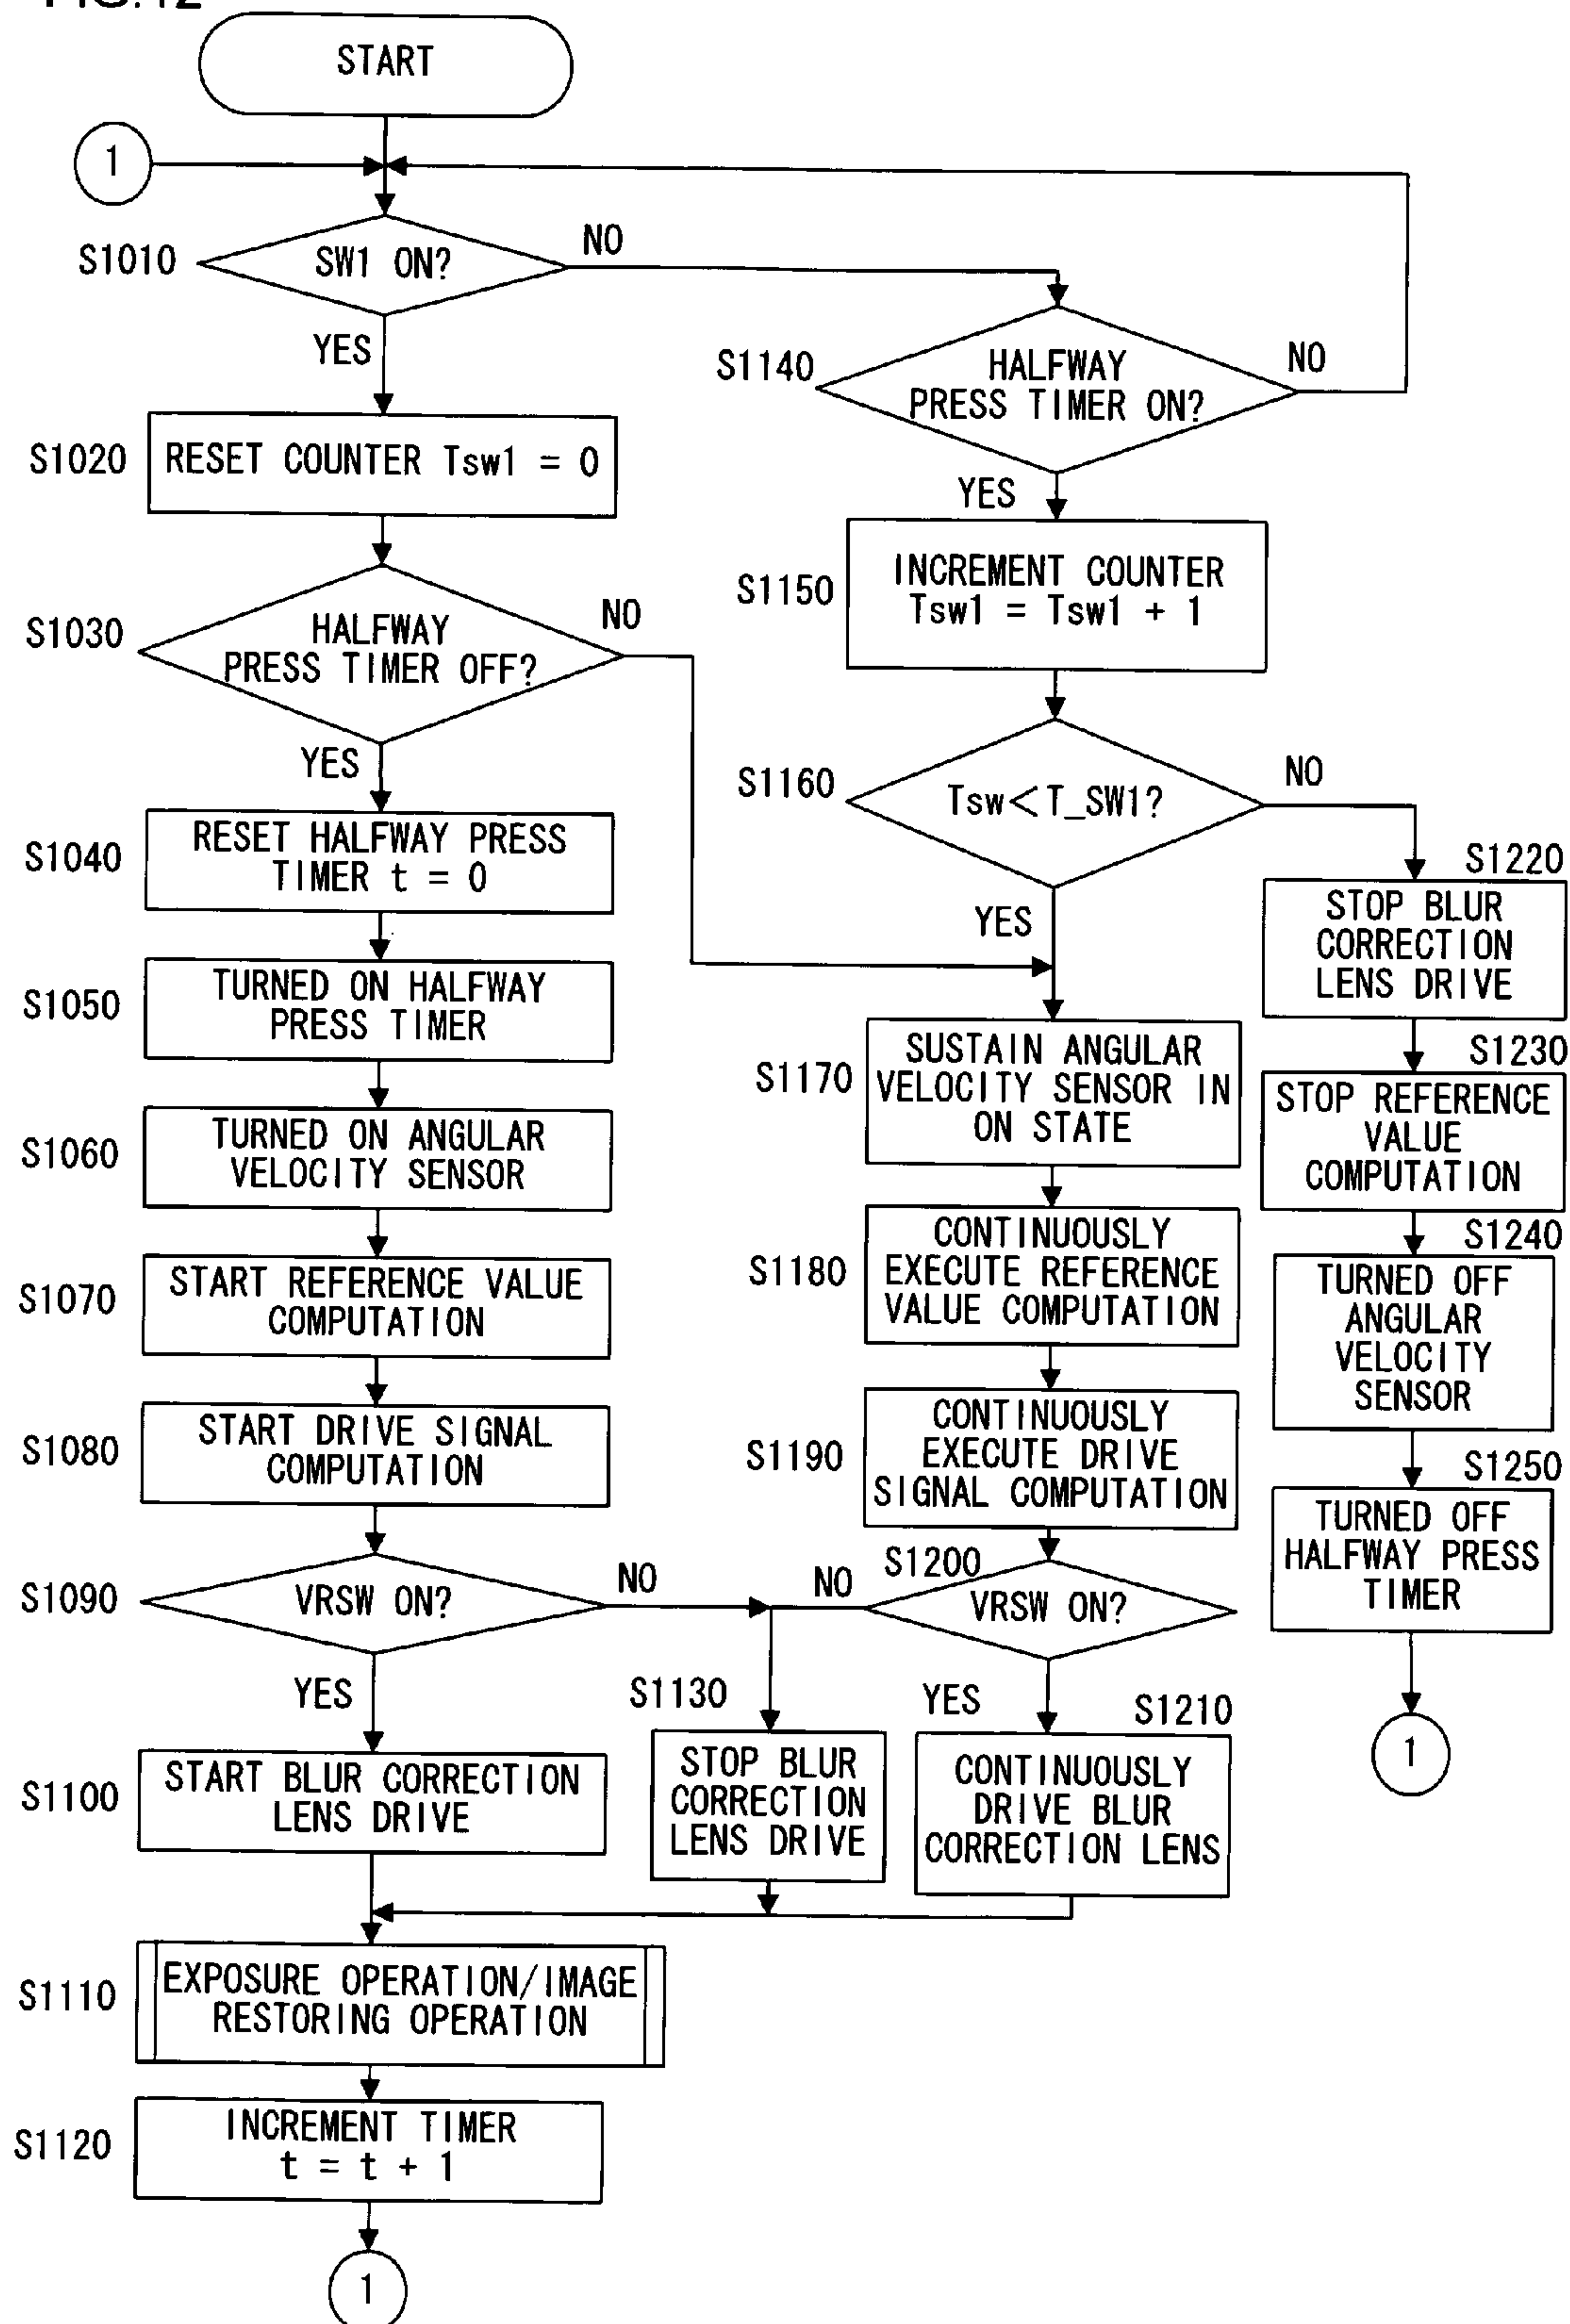 FIG.12
START
1
S1010
SW1 ON?
NO
YES
S1020
RESET COUNTER Tsw1 = 0
S1030
HALFWAY
PRESS TIMER OFF?
NO
YES
S1040
RESET HALFWAY PRESS
TIMER t = 0
S1050
TURNED ON HALFWAY
PRESS TIMER
S1060
TURNED ON ANGULAR
VELOCITY SENSOR
S1070
START REFERENCE VALUE
COMPUTATION
S1080
START DRIVE SIGNAL
COMPUTATION
S1090
VRSW ON?
NO
YES
S1100
START BLUR CORRECTION
LENS DRIVE
S1110
EXPOSURE OPERATION/IMAGE
RESTORING OPERATION
S1120
INCREMENT TIMER
t = t + 1
1
S1130
STOP BLUR
CORRECTION
LENS DRIVE
S1140
HALFWAY
PRESS TIMER ON?
NO
YES
S1150
INCREMENT COUNTER
Tsw1 = Tsw1 + 1
S1160
Tsw<T_SW1?
NO
YES
S1170
SUSTAIN ANGULAR
VELOCITY SENSOR IN
ON STATE
S1180
CONTINUOUSLY
EXECUTE REFERENCE
VALUE COMPUTATION
S1190
CONTINUOUSLY
EXECUTE DRIVE
SIGNAL COMPUTATION
S1200
VRSW ON?
NO
YES
S1210
CONTINUOUSLY
DRIVE BLUR
CORRECTION LENS
S1220
STOP BLUR
CORRECTION
LENS DRIVE
S1230
STOP REFERENCE
VALUE
COMPUTATION
S1240
TURNED OFF
ANGULAR
VELOCITY
SENSOR
S1250
TURNED OFF
HALFWAY PRESS
TIMER
1